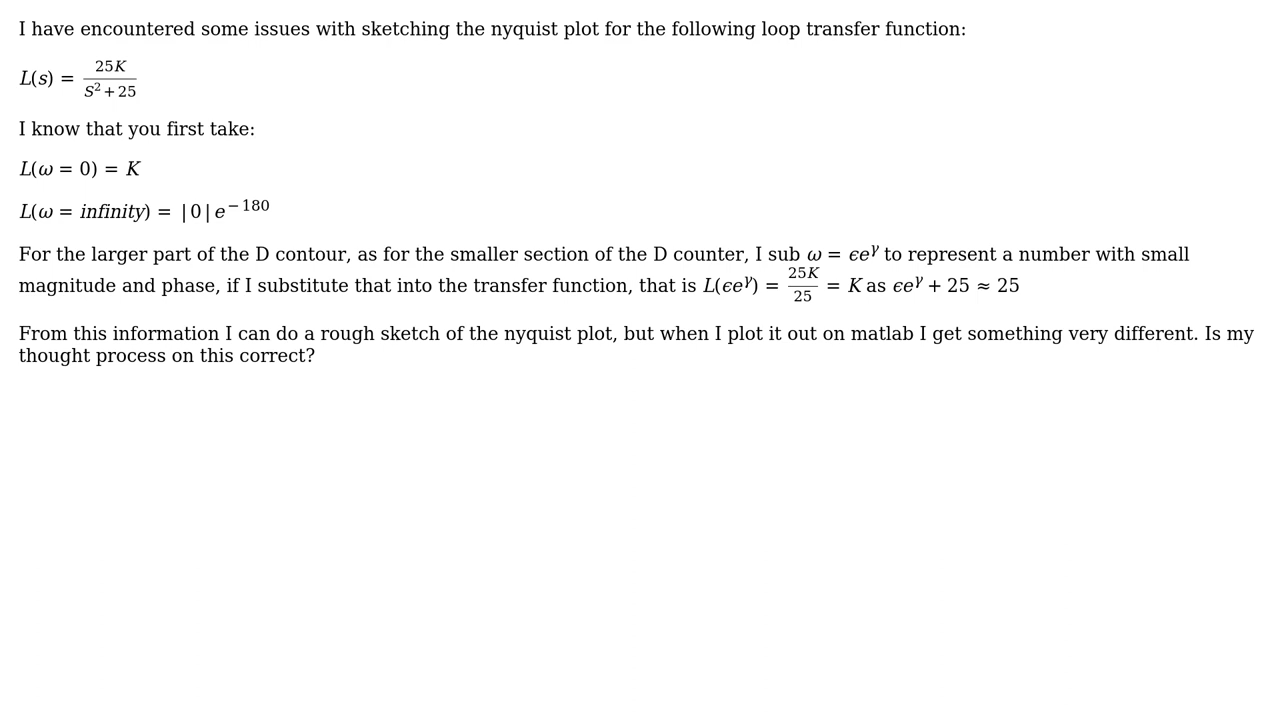 I have encountered some issues with sketching the nyquist plot for the following loop transfer function:
L(s) = \frac{25K}{S^2+25}
I know that you first take:
L(ω = 0) = K
L(ω = infinity) = |0|e^{-180}
For the larger part of the D contour, as for the smaller section of the D counter, I sub ω = ϵe^γ to represent a number with small
magnitude and phase, if I substitute that into the transfer function, that is L(ϵe^γ) = \frac{25K}{25} = K as ϵe^γ + 25 ≈ 25
From this information I can do a rough sketch of the nyquist plot, but when I plot it out on matlab I get something very different. Is my
thought process on this correct?